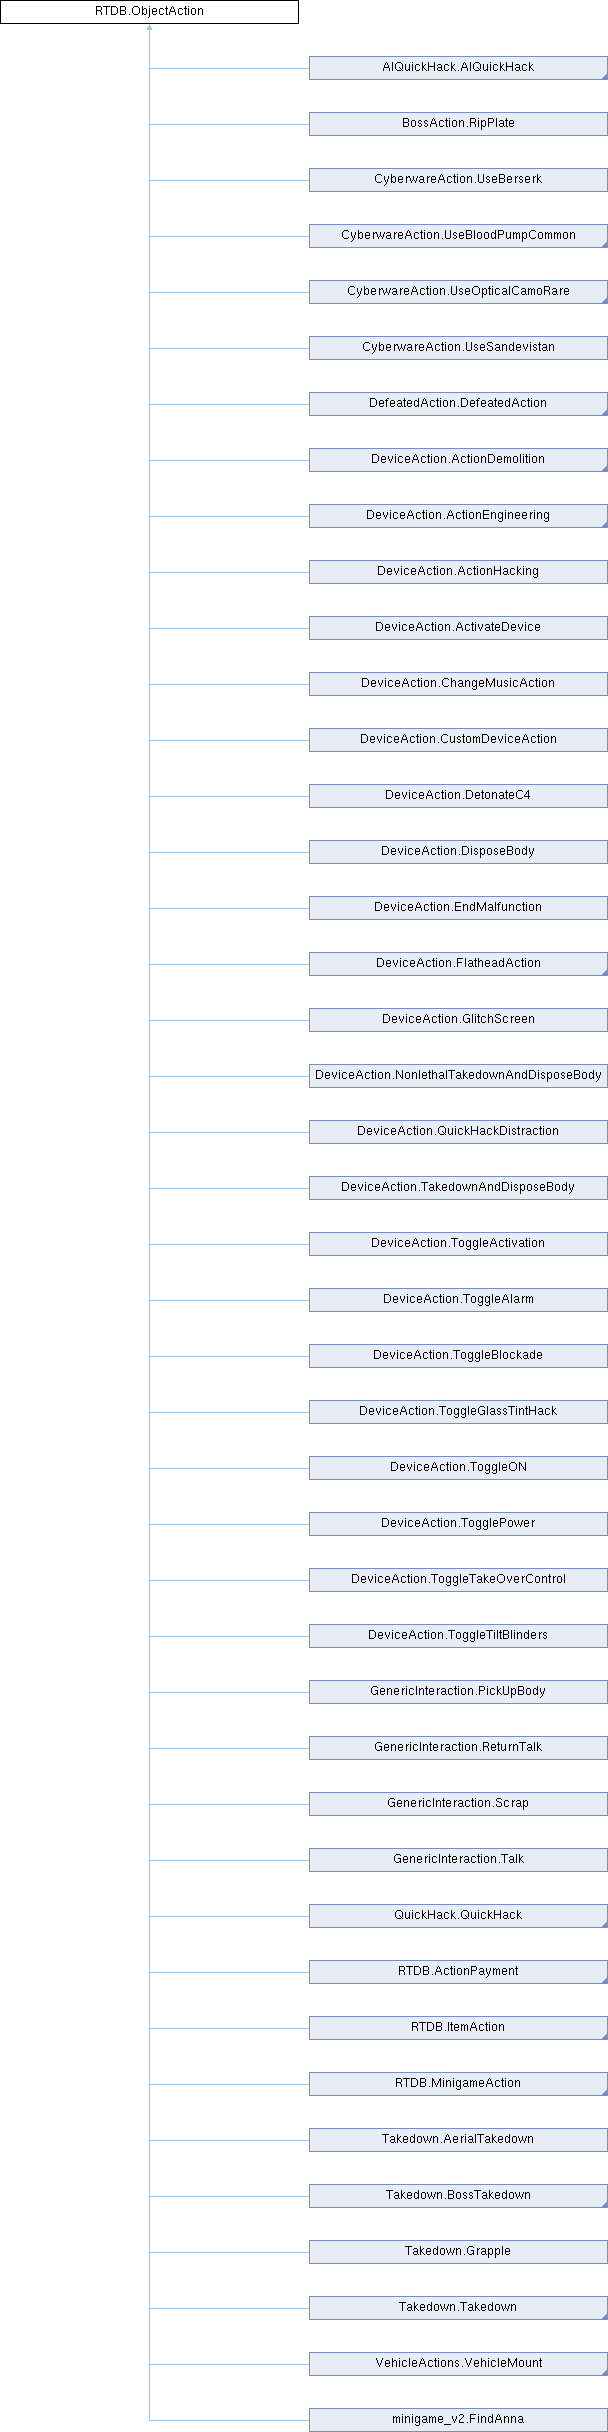 RTDB.ObjectAction
AIQuickHack.AIQuickHack
BossAction.RipPlate
CyberwareAction.UseBerserk
CyberwareAction.UseBloodPumpCommon
CyberwareAction.UseOpticalCamoRare
CyberwareAction.UseSandevistan
DefeatedAction.DefeatedAction
DeviceAction.ActionDemolition
DeviceAction.ActionEngineering
DeviceAction.ActionHacking
DeviceAction.ActivateDevice
DeviceAction.ChangeMusicAction
DeviceAction.CustomDeviceAction
DeviceAction.DetonateC4
DeviceAction.DisposeBody
DeviceAction.EndMalfunction
DeviceAction.FlatheadAction
DeviceAction.GlitchScreen
DeviceAction.NonlethalTakedownAndDisposeBody
DeviceAction.QuickHackDistraction
DeviceAction.TakedownAndDisposeBody
DeviceAction.ToggleActivation
DeviceAction.ToggleAlarm
DeviceAction.ToggleBlockade
DeviceAction.ToggleGlassTintHack
DeviceAction.ToggleON
DeviceAction.TogglePower
DeviceAction.ToggleTakeOverControl
DeviceAction.ToggleTiltBlinders
GenericInteraction.PickUpBody
GenericInteraction.ReturnTalk
GenericInteraction.Scrap
GenericInteraction.Talk
QuickHack.QuickHack
RTDB.ActionPayment
RTDB.ItemAction
RTDB.MinigameAction
Takedown.AerialTakedown
Takedown.BossTakedown
Takedown.Grapple
Takedown.Takedown
VehicleActions.VehicleMount
minigame_v2.FindAnna